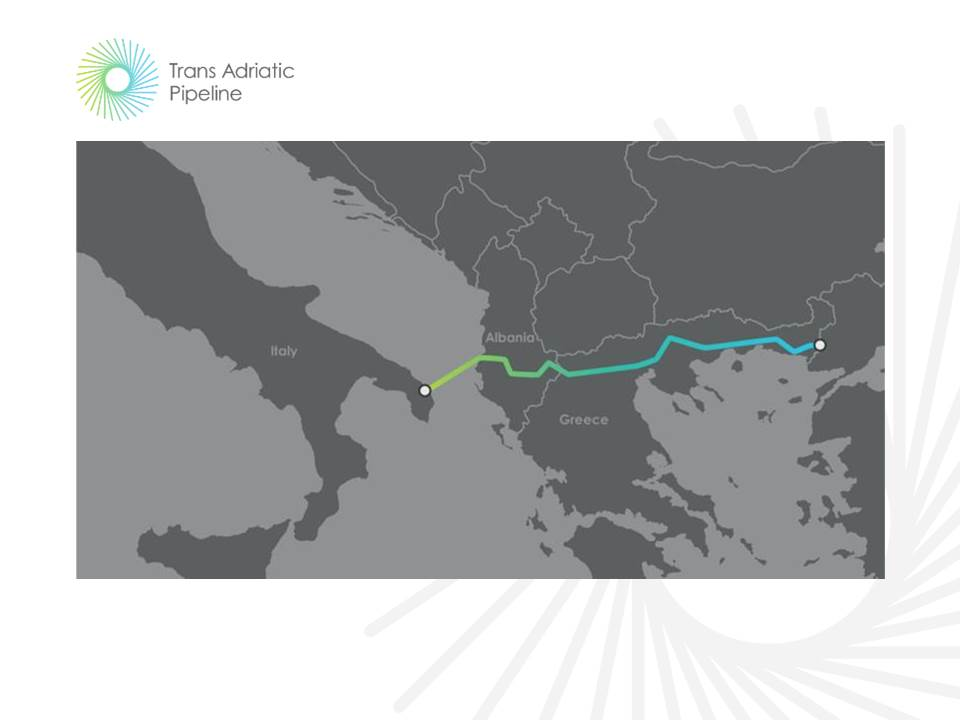 Trans Adriatic
Pipeline
Albania
Italy
Greece